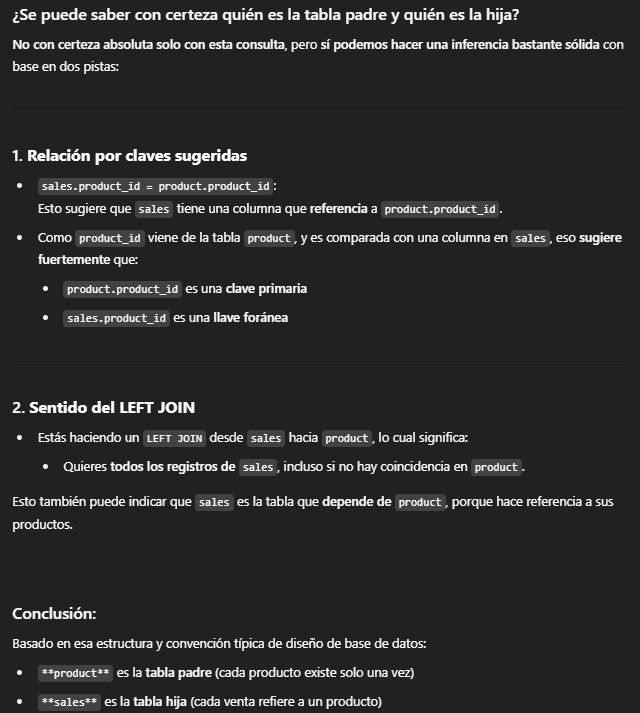 ¿Se puede saber con certeza quién es la tabla padre y quién es la hija?
No con certeza absoluta solo con esta consulta, pero sí podemos hacer una inferencia bastante sólida con
base en dos pistas:
1. Relación por claves sugeridas
• sales.product_id = product.product_id:
Esto sugiere que sales tiene una columna que referencia a product.product_id.
• Como product_id viene de la tabla product, y es comparada con una columna en sales, eso sugiere
fuertemente que:
• product.product_id es una clave primaria
• sales.product_id es una llave foránea
2. Sentido del LEFT JOIN
• Estás haciendo un LEFT JOIN desde sales hacia product, lo cual significa:
• Quieres todos los registros de sales, incluso si no hay coincidencia en product.
Esto también puede indicar que sales es la tabla que depende de product, porque hace referencia a sus
productos.
Conclusión:
Basado en esa estructura y convención típica de diseño de base de datos:
• **product** es la tabla padre (cada producto existe solo una vez)
• **sales** es la tabla hija (cada venta refiere a un producto)